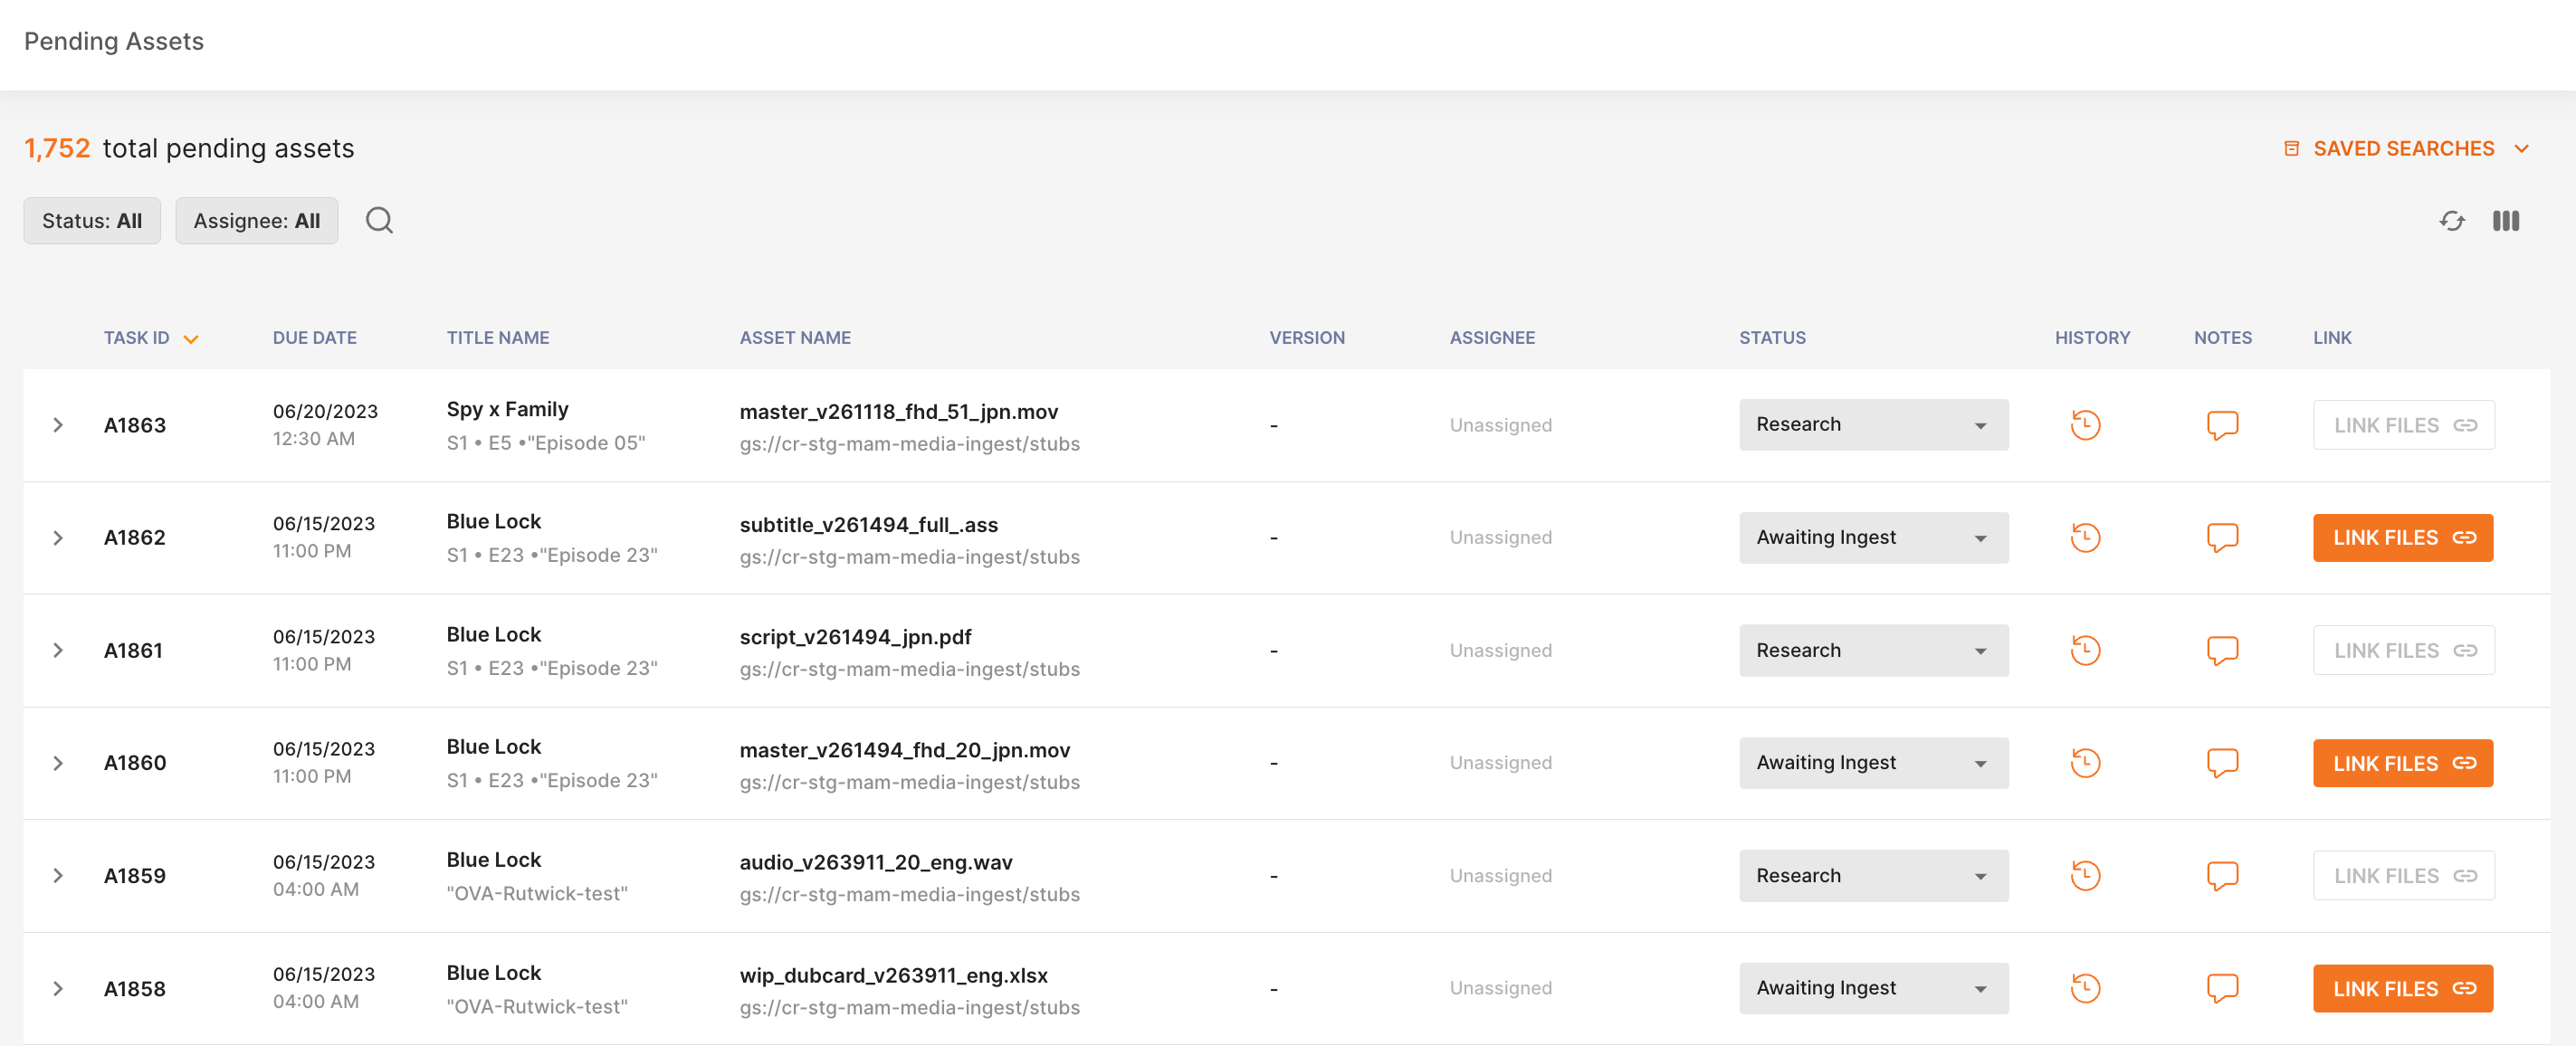 Pending Assets
1,752 total pending assets
SAVED SEARCHES
Status: All
Assignee: All
TASK ID DUE DATE TITLE NAME ASSET NAME VERSION ASSIGNEE STATUS HISTORY NOTES LINK
A1863 06/20/2023 Spy x Family master_v261118_fhd_51_jpn.mov - Unassigned Research LINK FILES
12:30 AM S1 • E5 •"Episode 05" gs://cr-stg-mam-media-ingest/stubs
A1862 06/15/2023 Blue Lock subtitle_v261494_full_.ass - Unassigned Awaiting Ingest LINK FILES
11:00 PM S1 • E23 •"Episode 23" gs://cr-stg-mam-media-ingest/stubs
A1861 06/15/2023 Blue Lock script_v261494_jpn.pdf - Unassigned Research LINK FILES
11:00 PM S1 • E23 •"Episode 23" gs://cr-stg-mam-media-ingest/stubs
A1860 06/15/2023 Blue Lock master_v261494_fhd_20_jpn.mov - Unassigned Awaiting Ingest LINK FILES
11:00 PM S1 • E23 •"Episode 23" gs://cr-stg-mam-media-ingest/stubs
A1859 06/15/2023 Blue Lock audio_v263911_20_eng.wav - Unassigned Research LINK FILES
04:00 AM "OVA-Rutwick-test" gs://cr-stg-mam-media-ingest/stubs
A1858 06/15/2023 Blue Lock wip_dubcard_v263911_eng.xlsx - Unassigned Awaiting Ingest LINK FILES
04:00 AM "OVA-Rutwick-test" gs://cr-stg-mam-media-ingest/stubs